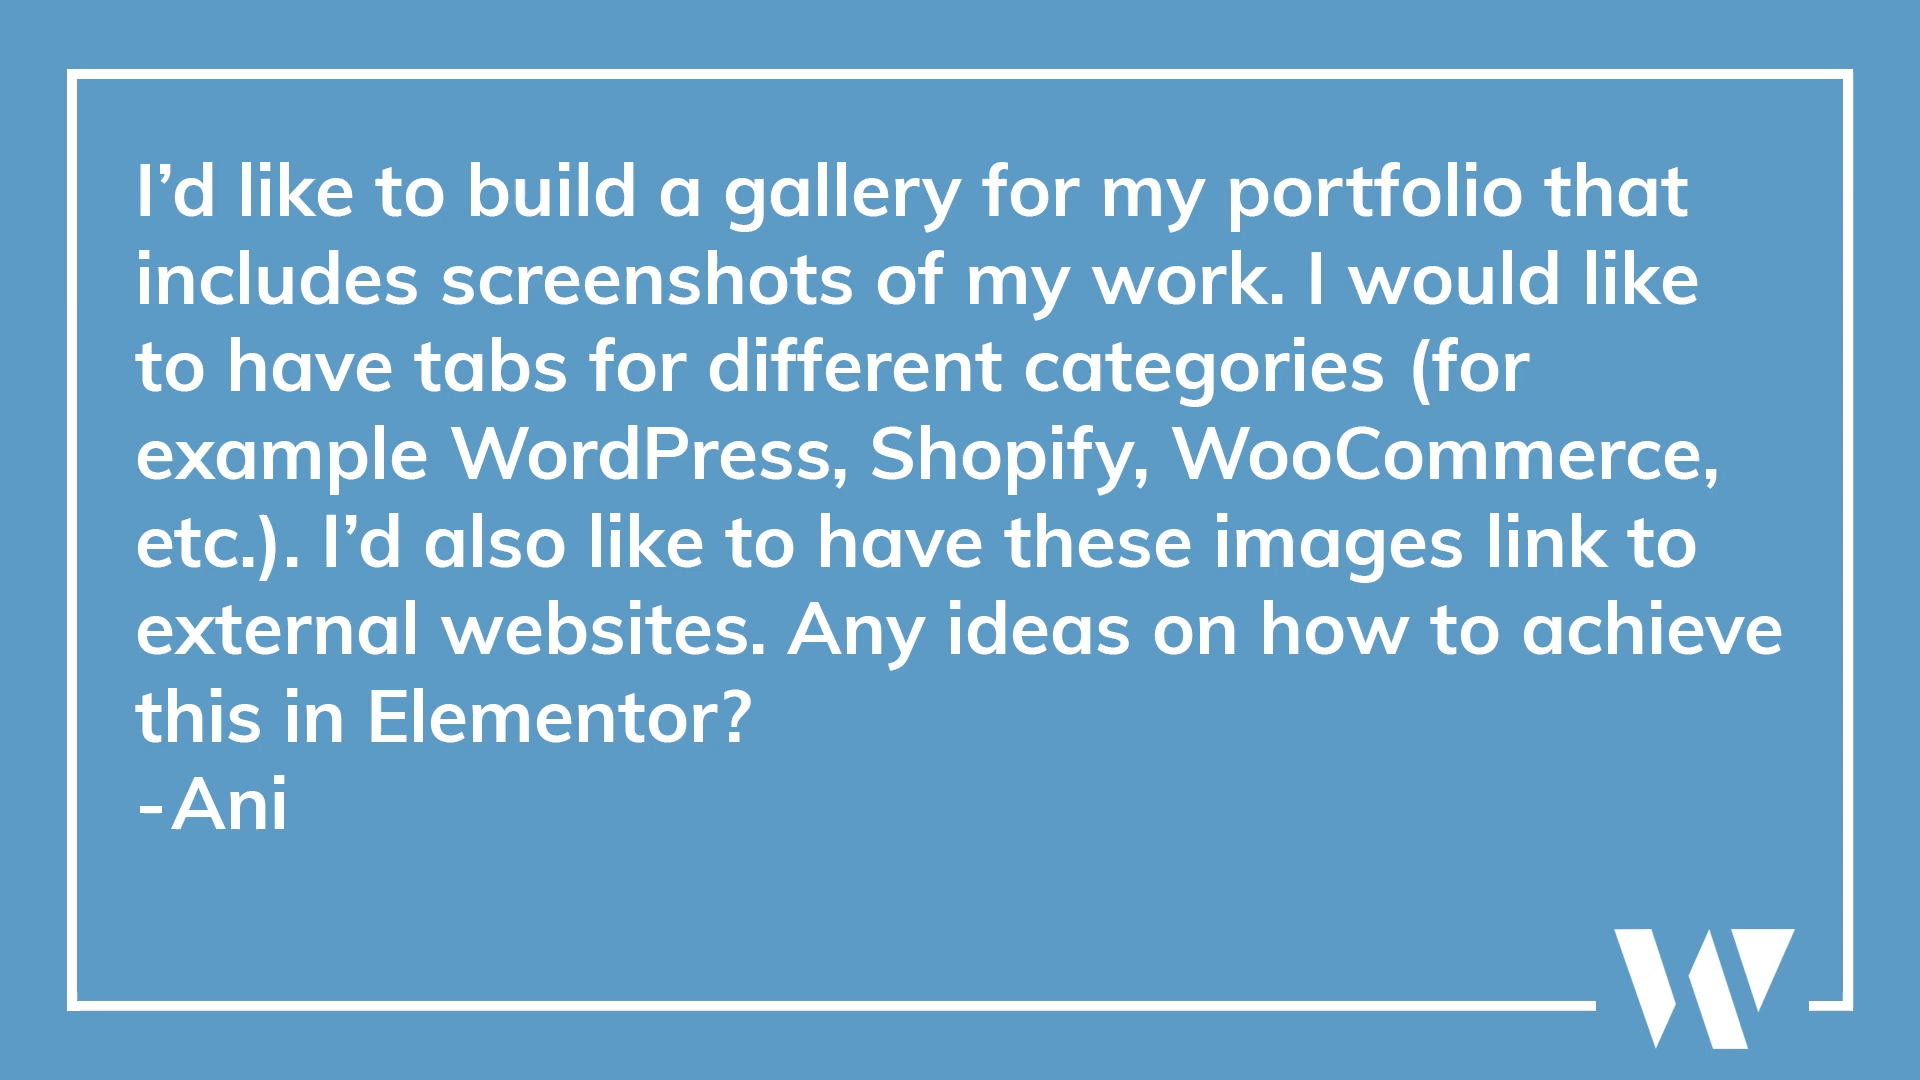 I’d like to build a gallery for my portfolio that
includes screenshots of my work. I would like
to have tabs for different categories (for
example WordPress, Shopify, WooCommerce,
etc.). I’d also like to have these images link to
external websites. Any ideas on how to achieve
this in Elementor?
-Ani
W